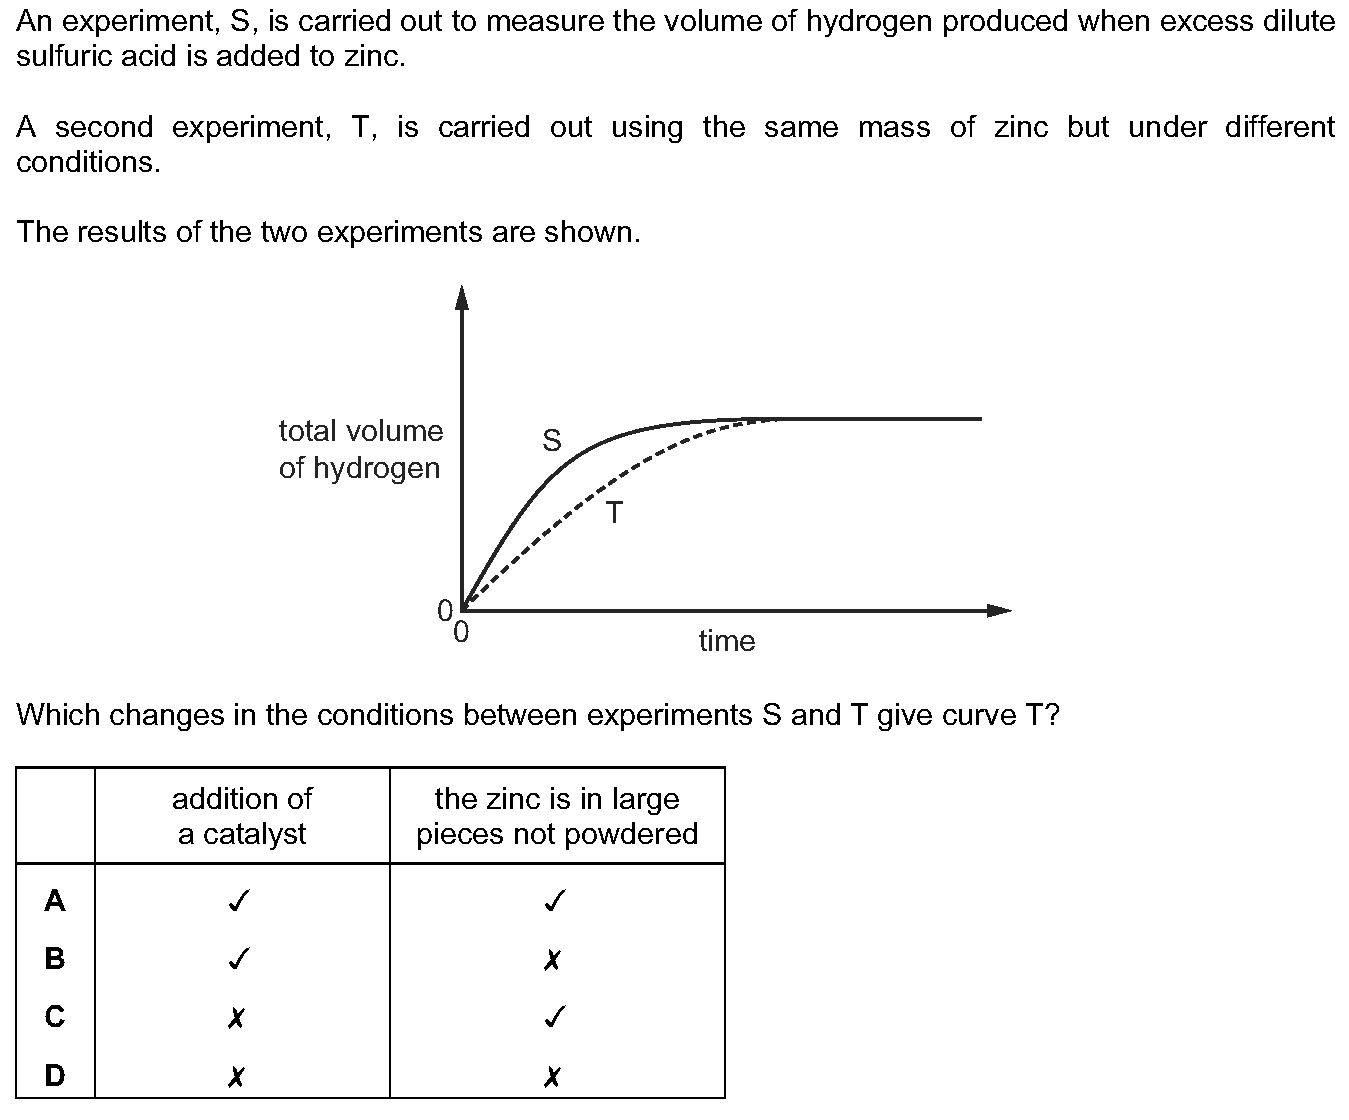 An experiment, S, is carried out to measure the volume of hydrogen produced when excess dilute
sulfuric acid is added to zinc.
A second experiment, T, is carried out using the same mass of zinc but under different
conditions.
The results of the two experiments are shown.
total volume
of hydrogen
S
T
0
0
time
Which changes in the conditions between experiments S and T give curve T?
addition of
a catalyst
the zinc is in large
pieces not powdered
A ✓ ✓
B ✓ ✗
C ✗ ✓
D ✗ ✗